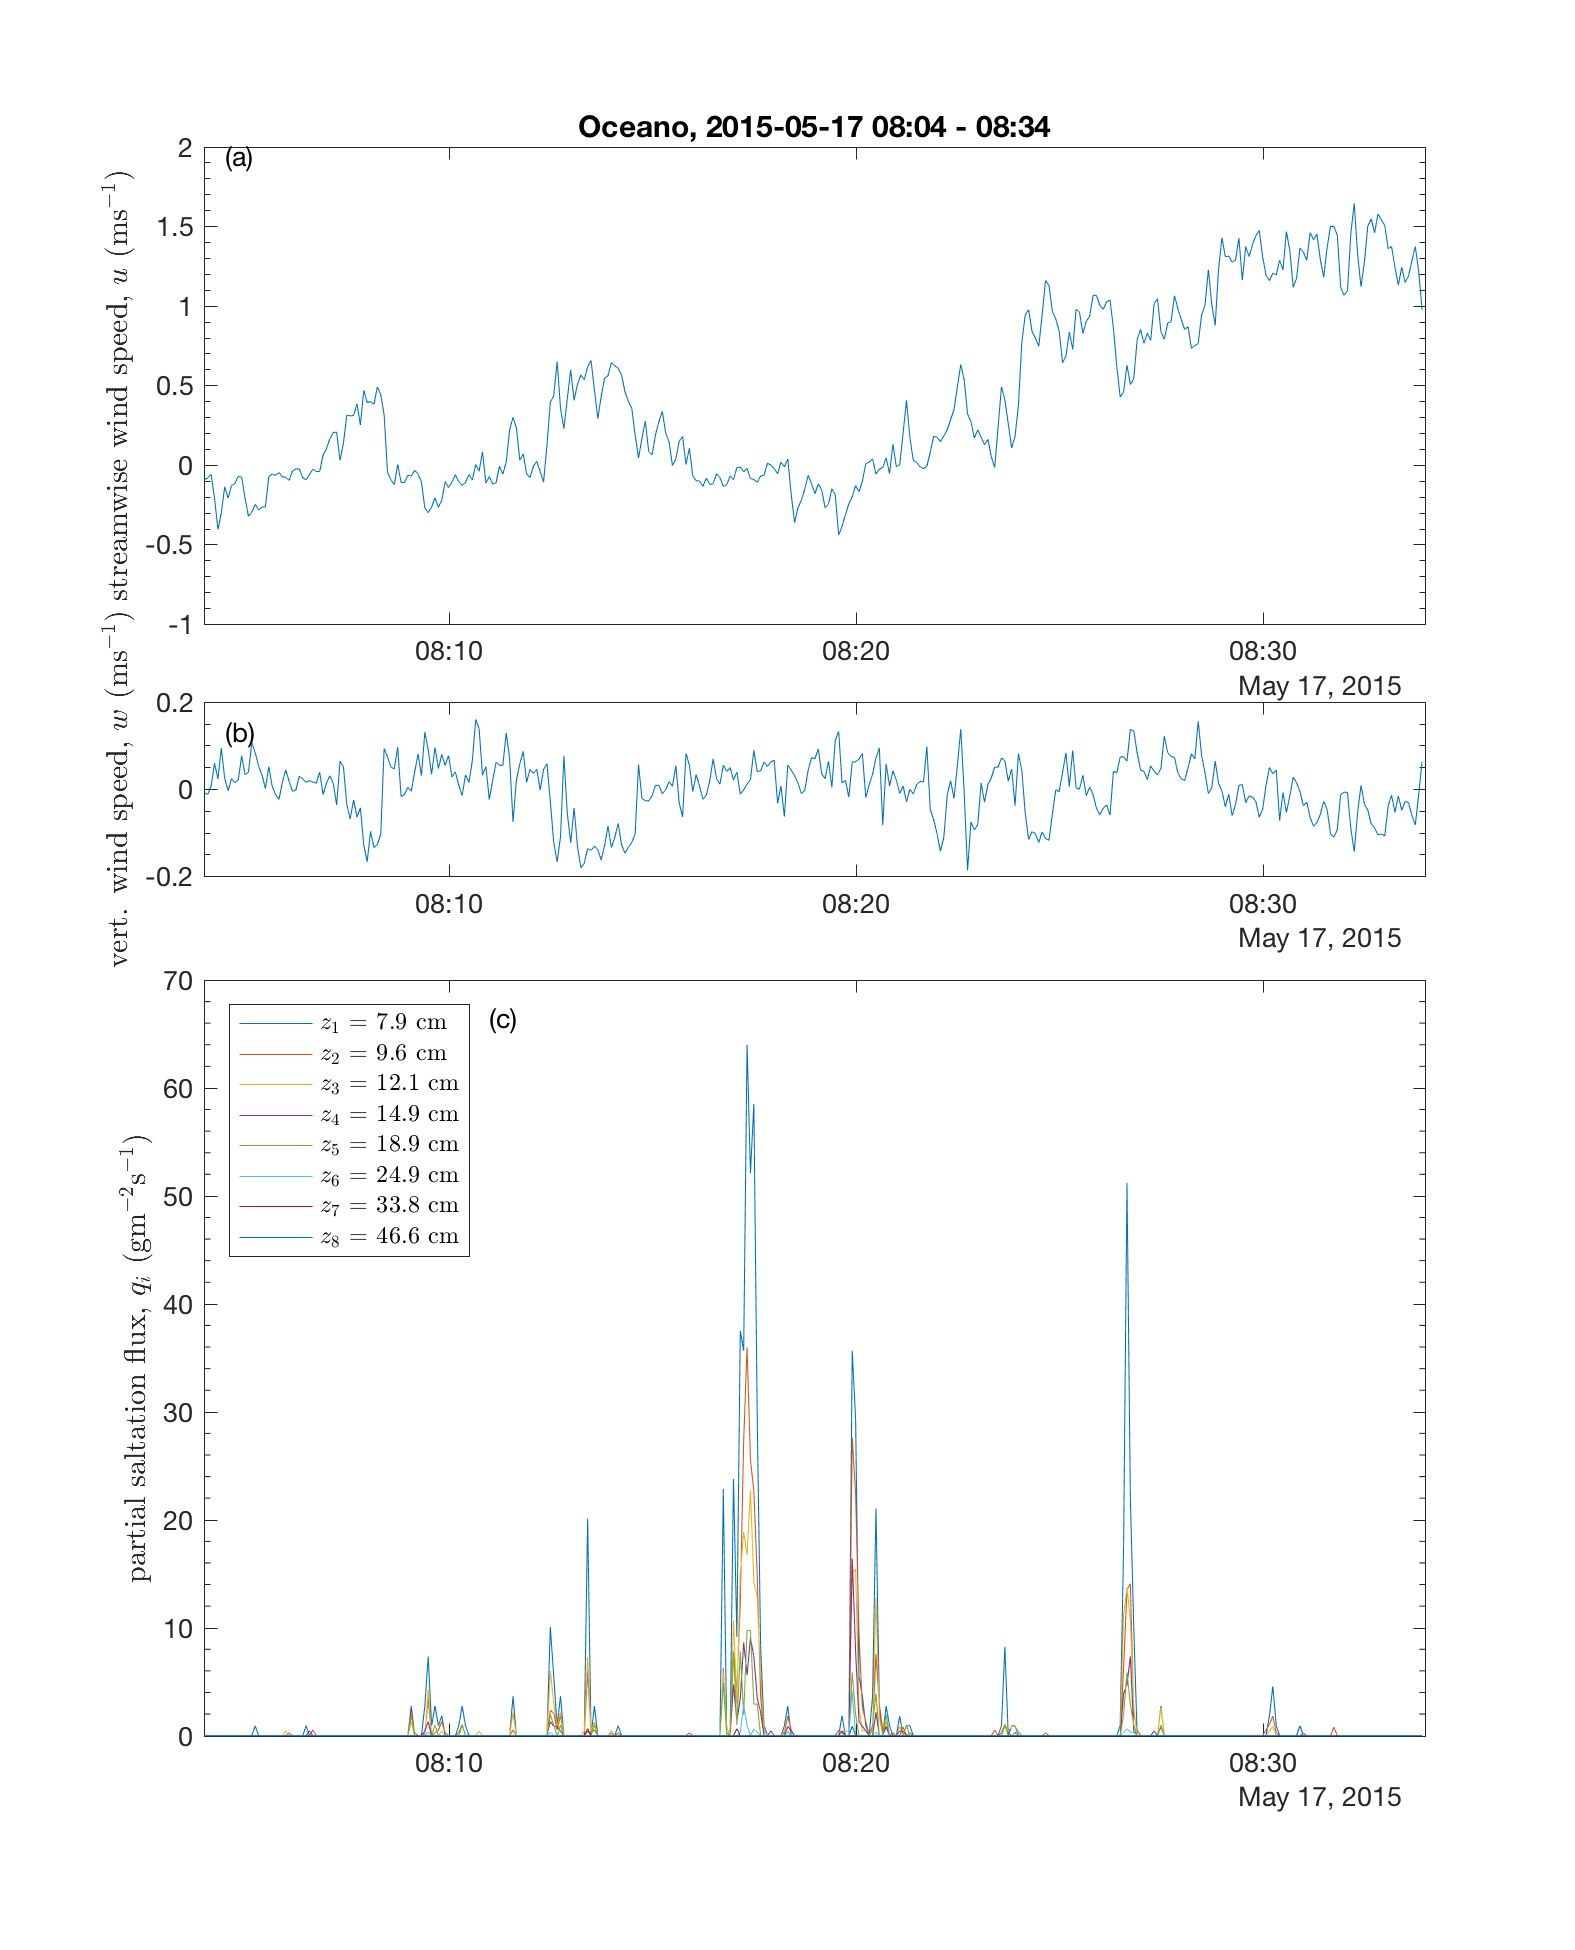 Oceano, 2015-05-17 08:04 - 08:34
(a)
streamwise wind speed, u (ms⁻¹)
2
1.5
1
0.5
0
-0.5
-1
08:10 08:20 08:30
May 17, 2015
(b)
vert. wind speed, w (ms⁻¹)
0.2
0
-0.2
08:10 08:20 08:30
May 17, 2015
(c)
partial saltation flux, qᵢ (gm⁻²s⁻¹)
70
60
50
40
30
20
10
0
z₁ = 7.9 cm
z₂ = 9.6 cm
z₃ = 12.1 cm
z₄ = 14.9 cm
z₅ = 18.9 cm
z₆ = 24.9 cm
z₇ = 33.8 cm
z₈ = 46.6 cm
08:10 08:20 08:30
May 17, 2015